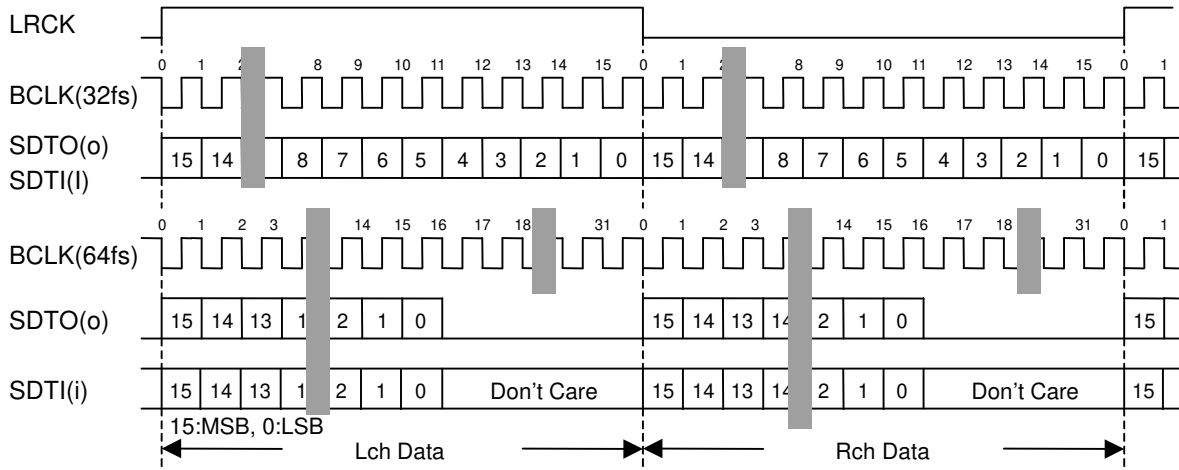 LRCK
0 1 8 9 10 11 12 13 14 15 0 1 8 9 10 11 12 13 14 15 0 1
BCLK(32fs)
SDTO(o)
SDTI(I)
15 14 8 7 6 5 4 3 2 1 0 15 14 8 7 6 5 4 3 2 1 0 15
0 1 2 3 14 15 16 17 18 31 0 1 2 3 14 15 16 17 18 31 0 1
BCLK(64fs)
SDTO(o) 15 14 13 1 2 1 0 15 14 13 14 2 1 0 15
SDTI(i) 15 14 13 1 2 1 0 Don't Care 15 14 13 14 2 1 0 Don't Care 15
15:MSB, 0:LSB
Lch Data Rch Data